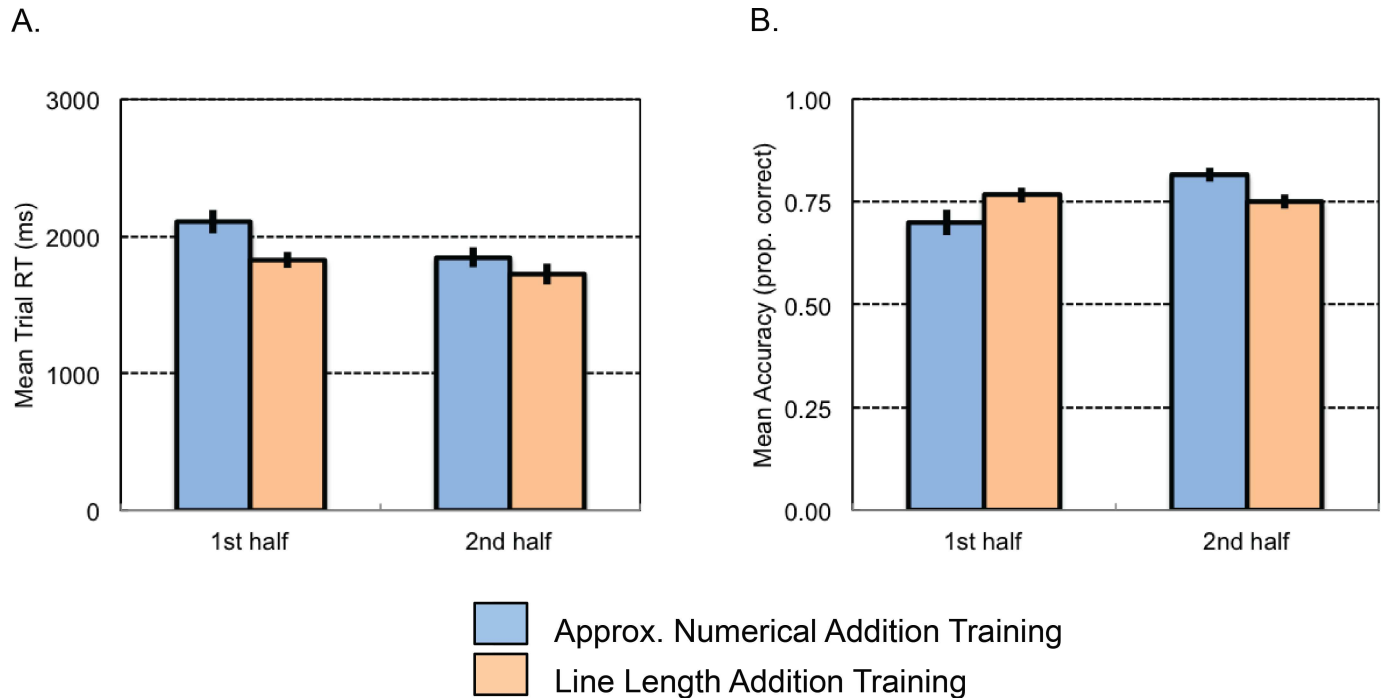 A.
B.
Mean Trial RT (ms)
3000
2000
1000
0
1st half
2nd half
Mean Accuracy (prop. correct)
1.00
0.75
0.50
0.25
0.00
1st half
2nd half
Approx. Numerical Addition Training
Line Length Addition Training